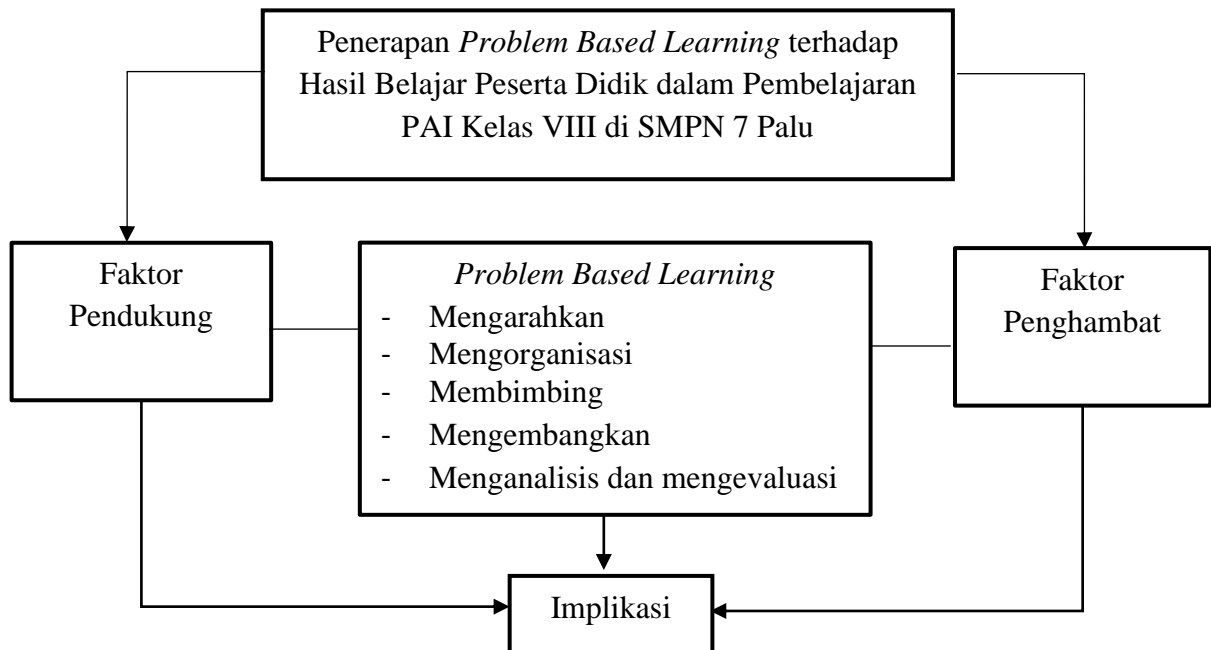 Penerapan Problem Based Learning terhadap
Hasil Belajar Peserta Didik dalam Pembelajaran
PAI Kelas VIII di SMPN 7 Palu
Faktor
Pendukung
Problem Based Learning
- Mengarahkan
- Mengorganisasi
- Membimbing
- Mengembangkan
- Menganalisis dan mengevaluasi
Faktor
Penghambat
Implikasi